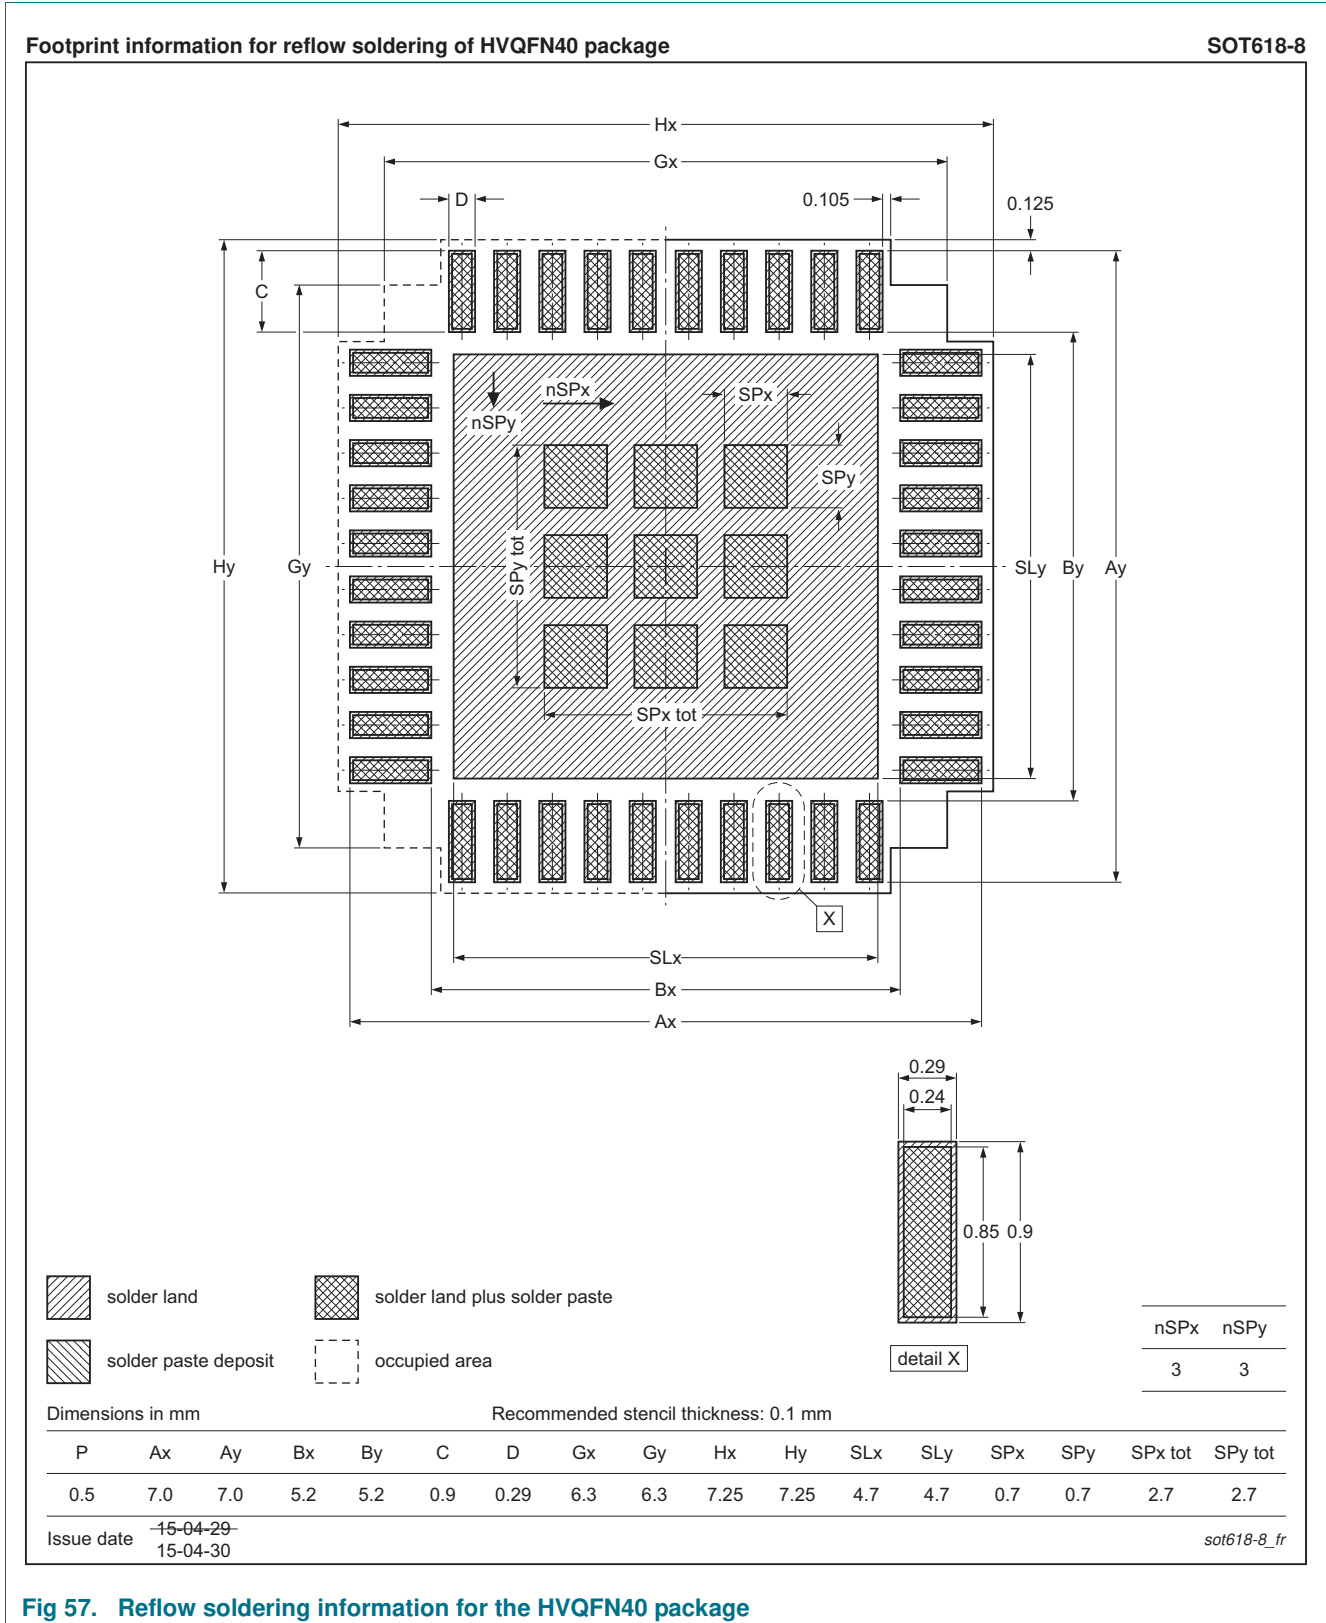 Footprint information for reflow soldering of HVQFN40 package SOT618-8
Hx
Gx
D
0.105
0.125
C
nSPx
nSPy
SPx
SPy
SPy tot
Hy
Gy
SLy
By
Ay
SPx tot
X
SLx
Bx
Ax
0.29
0.24
0.85 0.9
detail X
solder land
solder land plus solder paste
solder paste deposit
occupied area
nSPx nSPy
3 3
Dimensions in mm
Recommended stencil thickness: 0.1 mm
P Ax Ay Bx By C D Gx Gy Hx Hy SLx SLy SPx SPy SPx tot SPy tot
0.5 7.0 7.0 5.2 5.2 0.9 0.29 6.3 6.3 7.25 7.25 4.7 4.7 0.7 0.7 2.7 2.7
Issue date
15-04-29
15-04-30
sot618-8_fr
Fig 57. Reflow soldering information for the HVQFN40 package